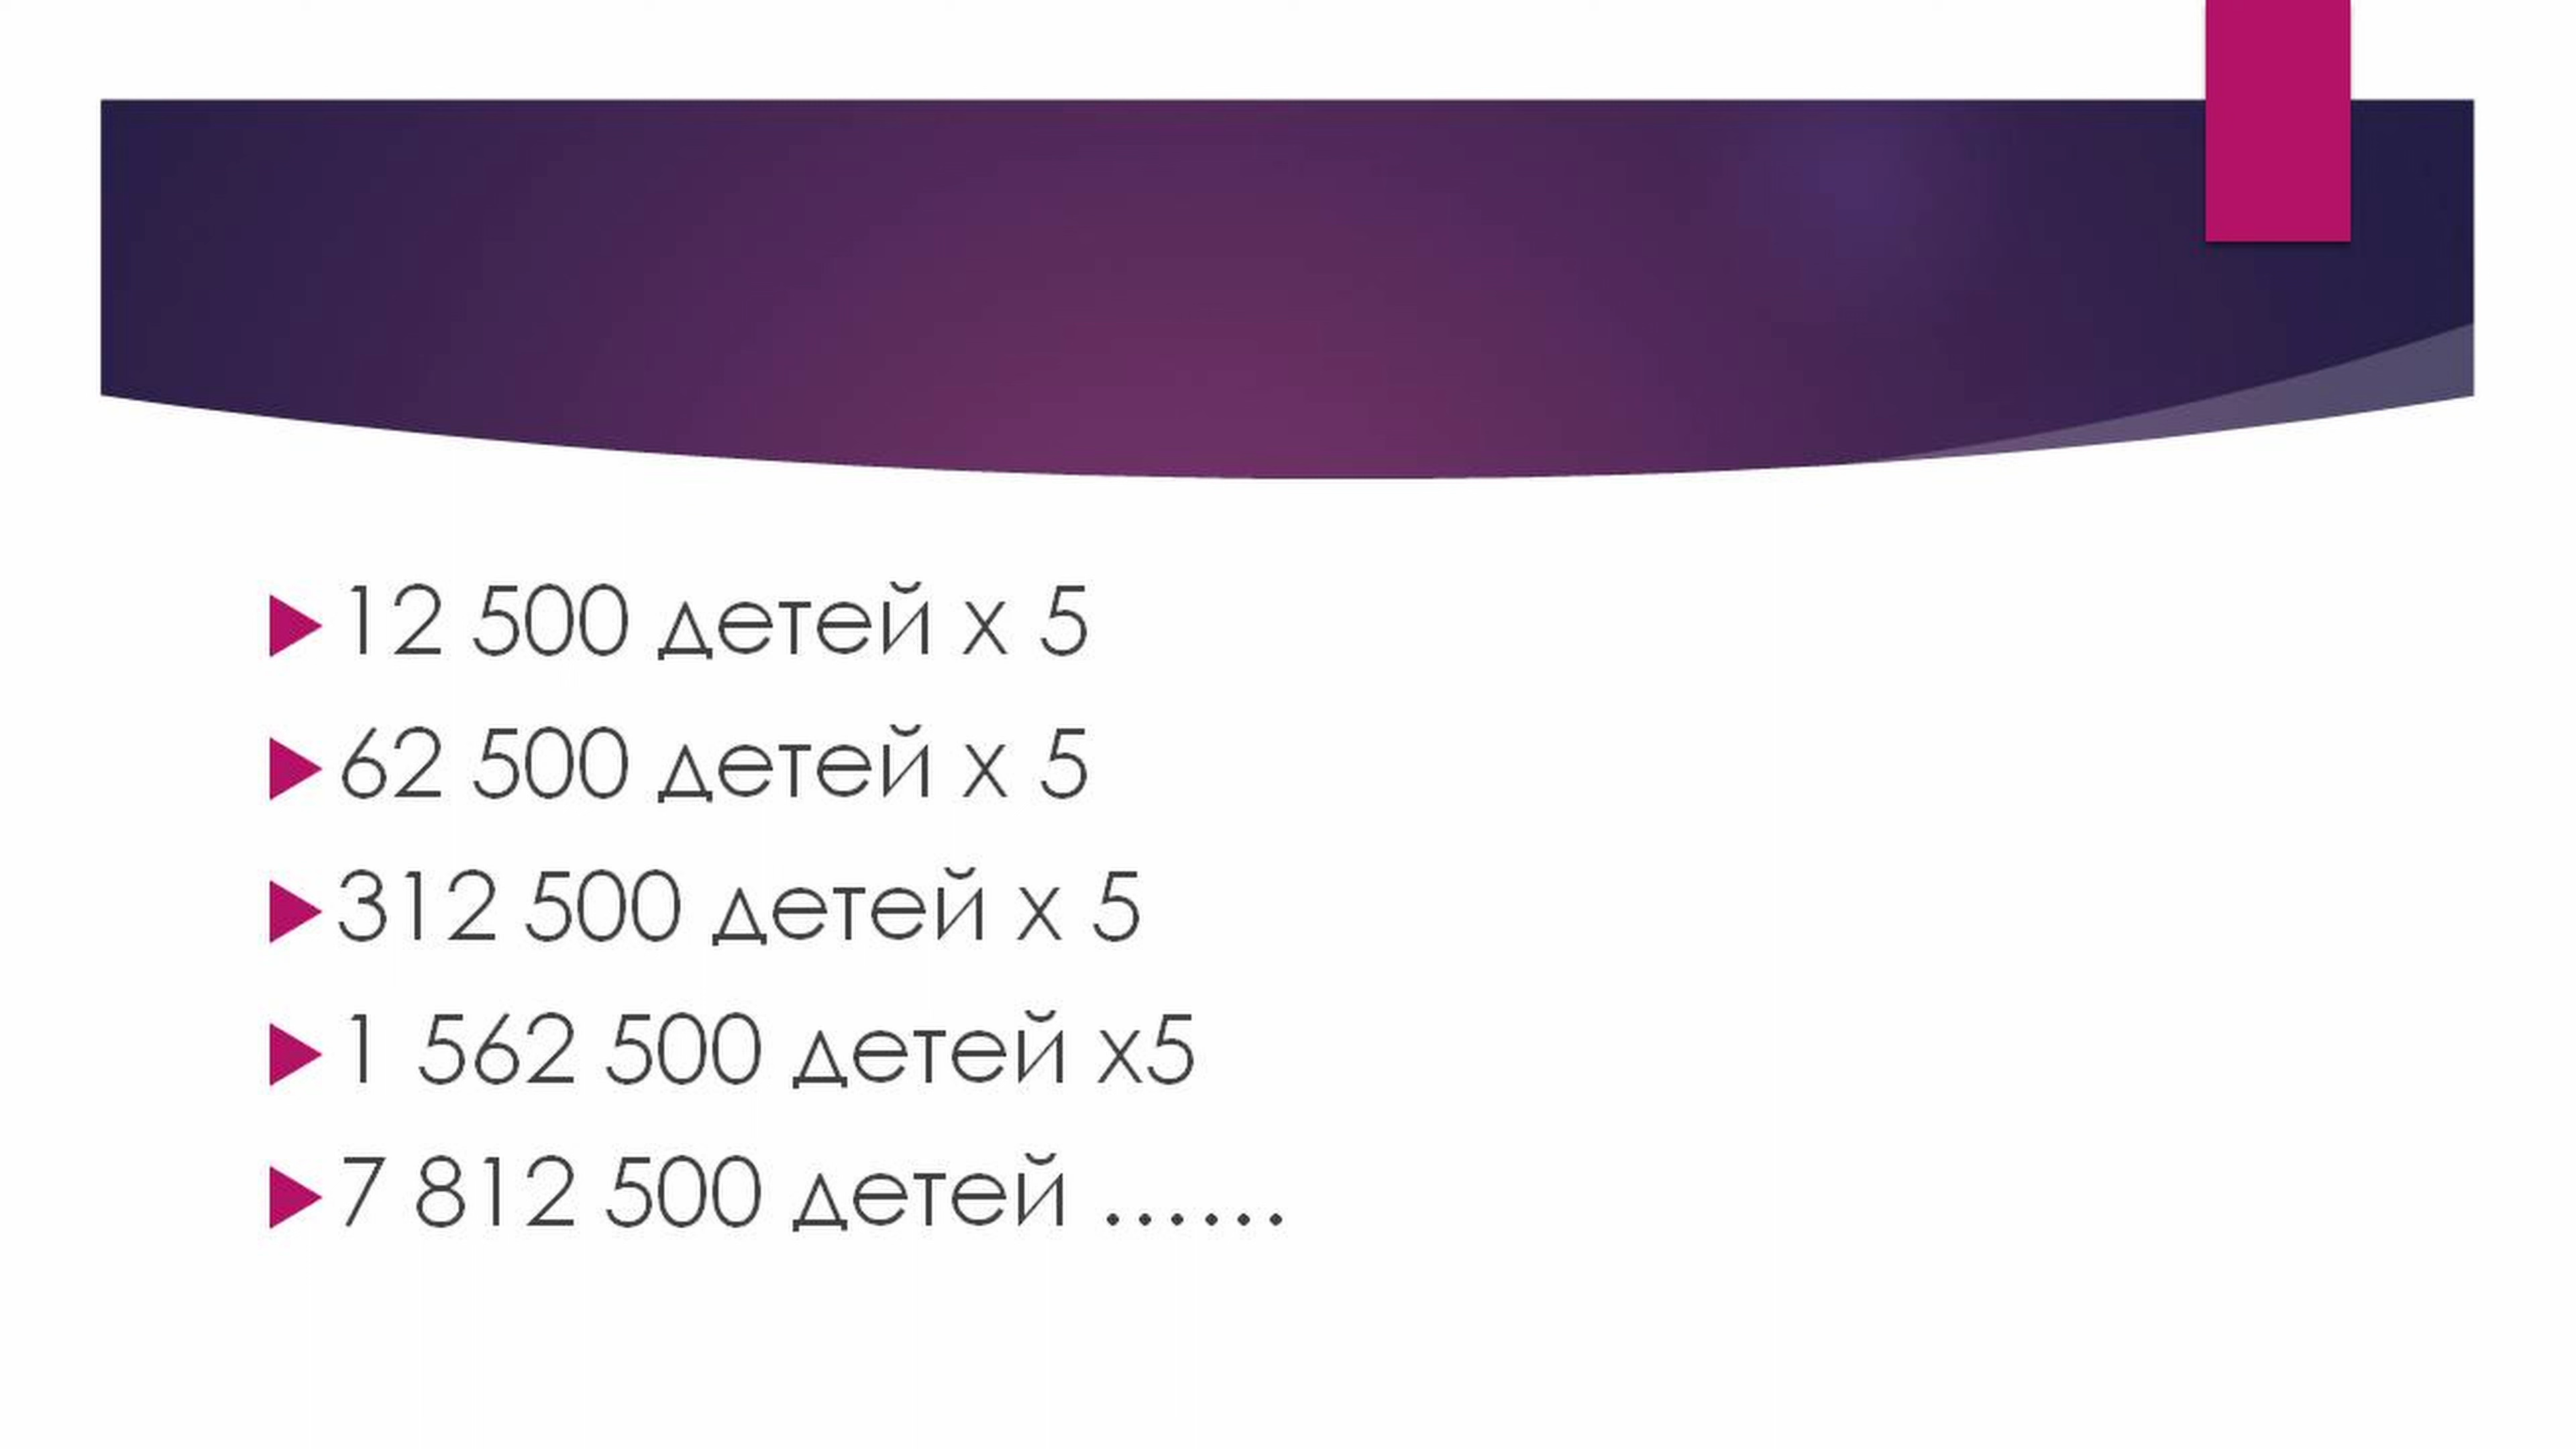 12 500 детей х 5
62 500 детей х 5
312 500 детей х 5
1 562 500 детей х5
7 812 500 детей ……